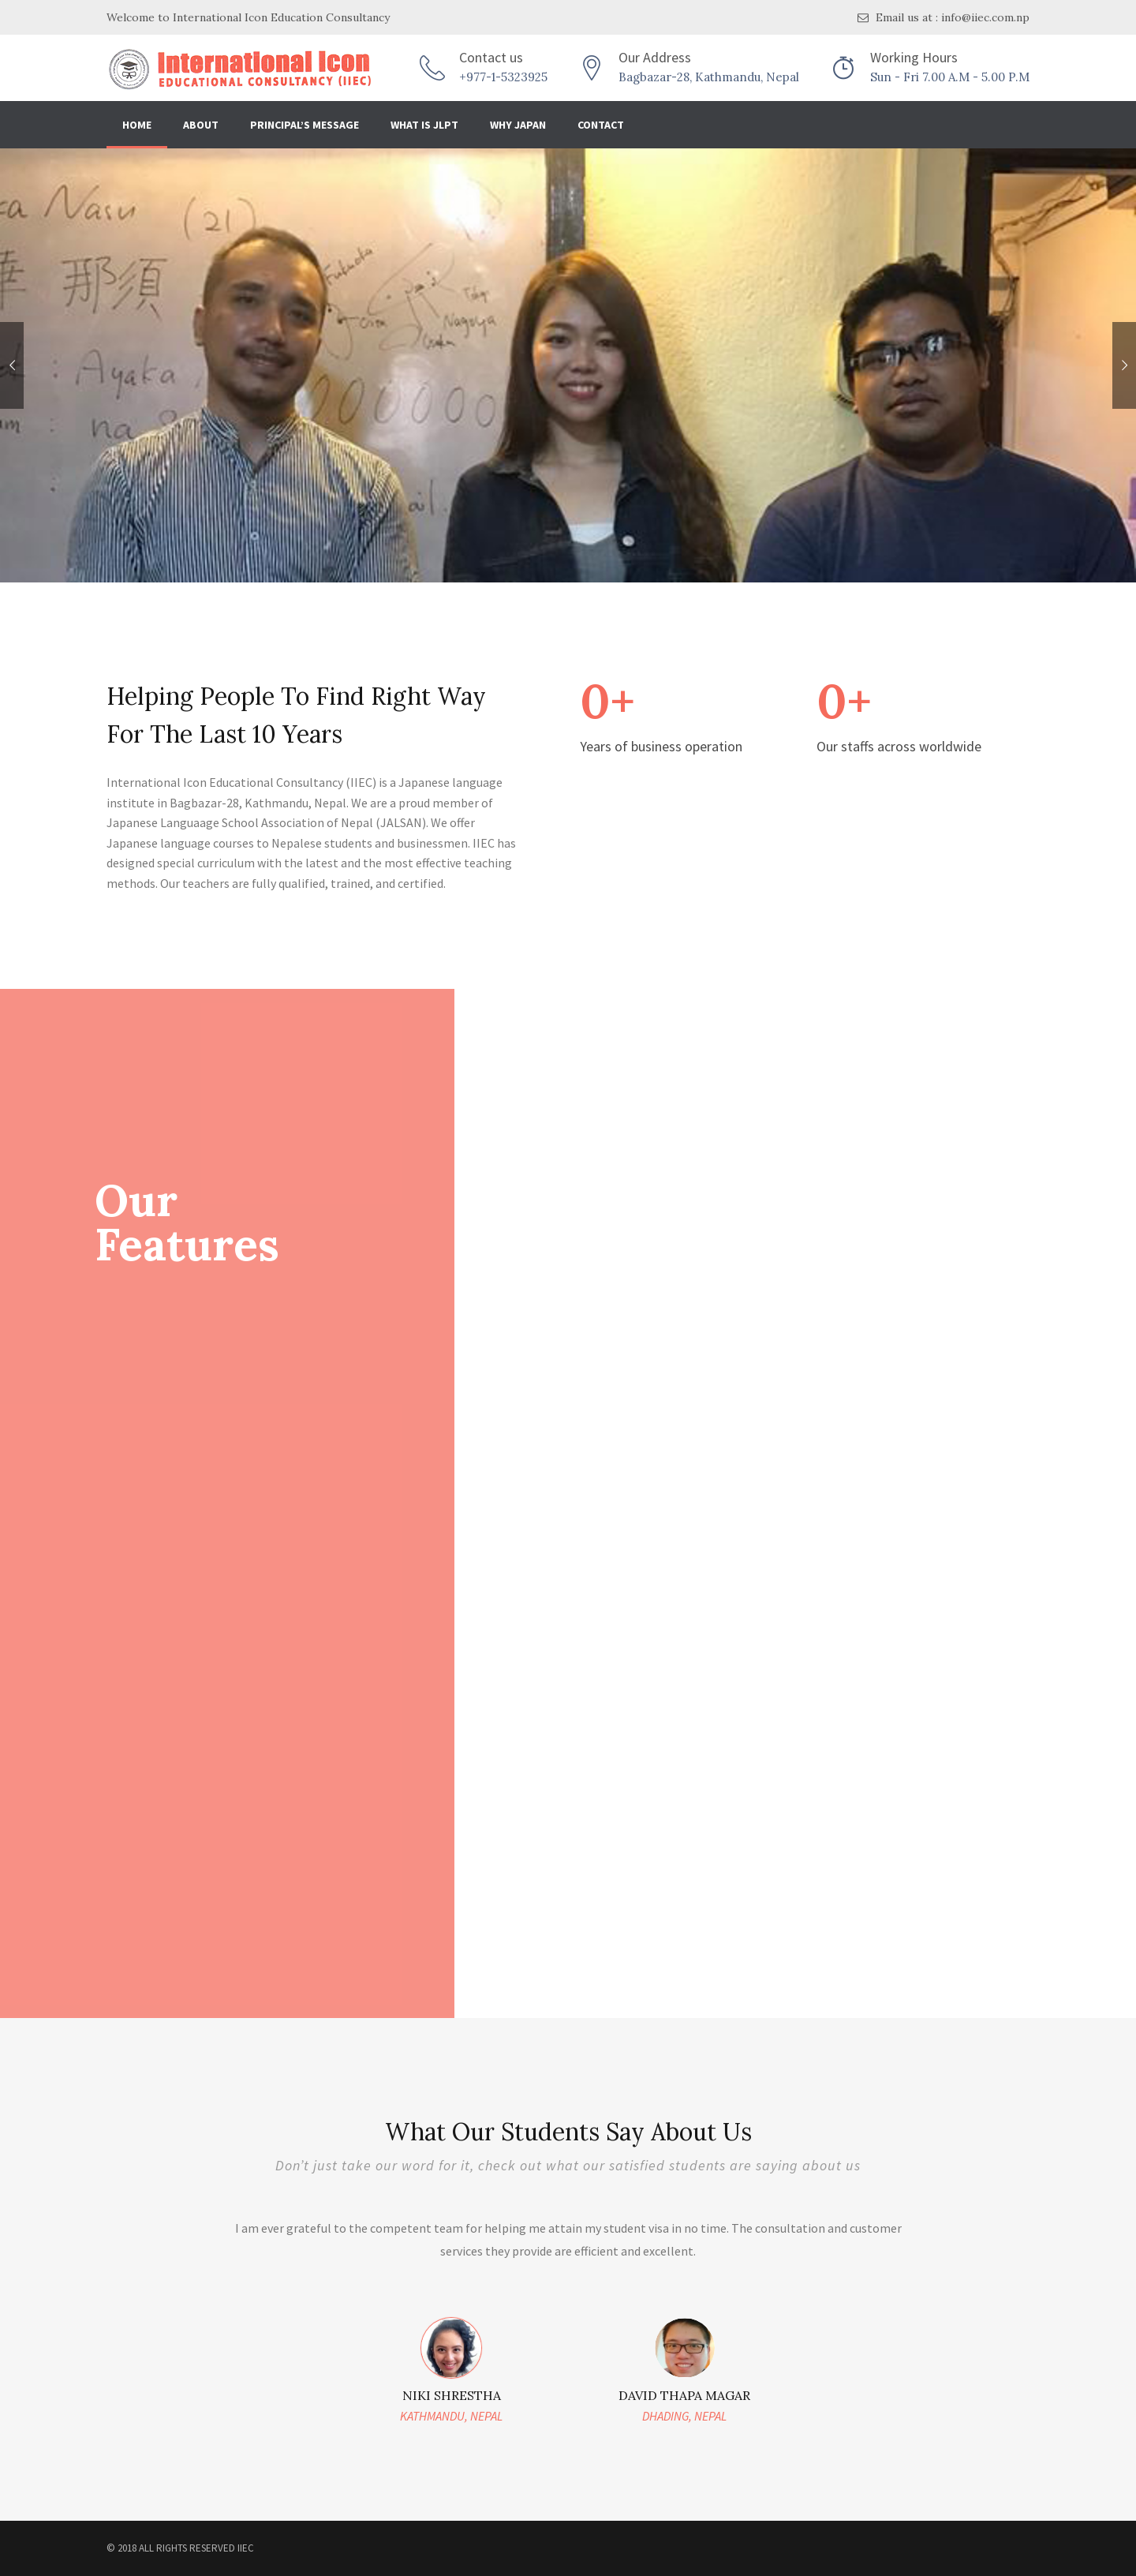 Welcome to International Icon Education Consultancy
Email us at : info@iiec.com.np
International Icon
EDUCATIONAL CONSULTANCY (IIEC)
Contact us
+977-1-5323925
Our Address
Bagbazar-28, Kathmandu, Nepal
Working Hours
Sun - Fri 7.00 A.M - 5.00 P.M
HOME ABOUT PRINCIPAL'S MESSAGE WHAT IS JLPT WHY JAPAN CONTACT
Nasu (21)
那須
Fukuoka
Osaka
Tokyo
Nagoya
: Ayaka
: na
Helping People To Find Right Way
For The Last 10 Years
International Icon Educational Consultancy (IIEC) is a Japanese language
institute in Bagbazar-28, Kathmandu, Nepal. We are a proud member of
Japanese Languaage School Association of Nepal (JALSAN). We offer
Japanese language courses to Nepalese students and businessmen. IIEC has
designed special curriculum with the latest and the most effective teaching
methods. Our teachers are fully qualified, trained, and certified.
0+
Years of business operation
0+
Our staffs across worldwide
Our
Features
What Our Students Say About Us
Don't just take our word for it, check out what our satisfied students are saying about us
I am ever grateful to the competent team for helping me attain my student visa in no time. The consultation and customer
services they provide are efficient and excellent.
NIKI SHRESTHA
KATHMANDU, NEPAL
DAVID THAPA MAGAR
DHADING, NEPAL
© 2018 ALL RIGHTS RESERVED IIEC